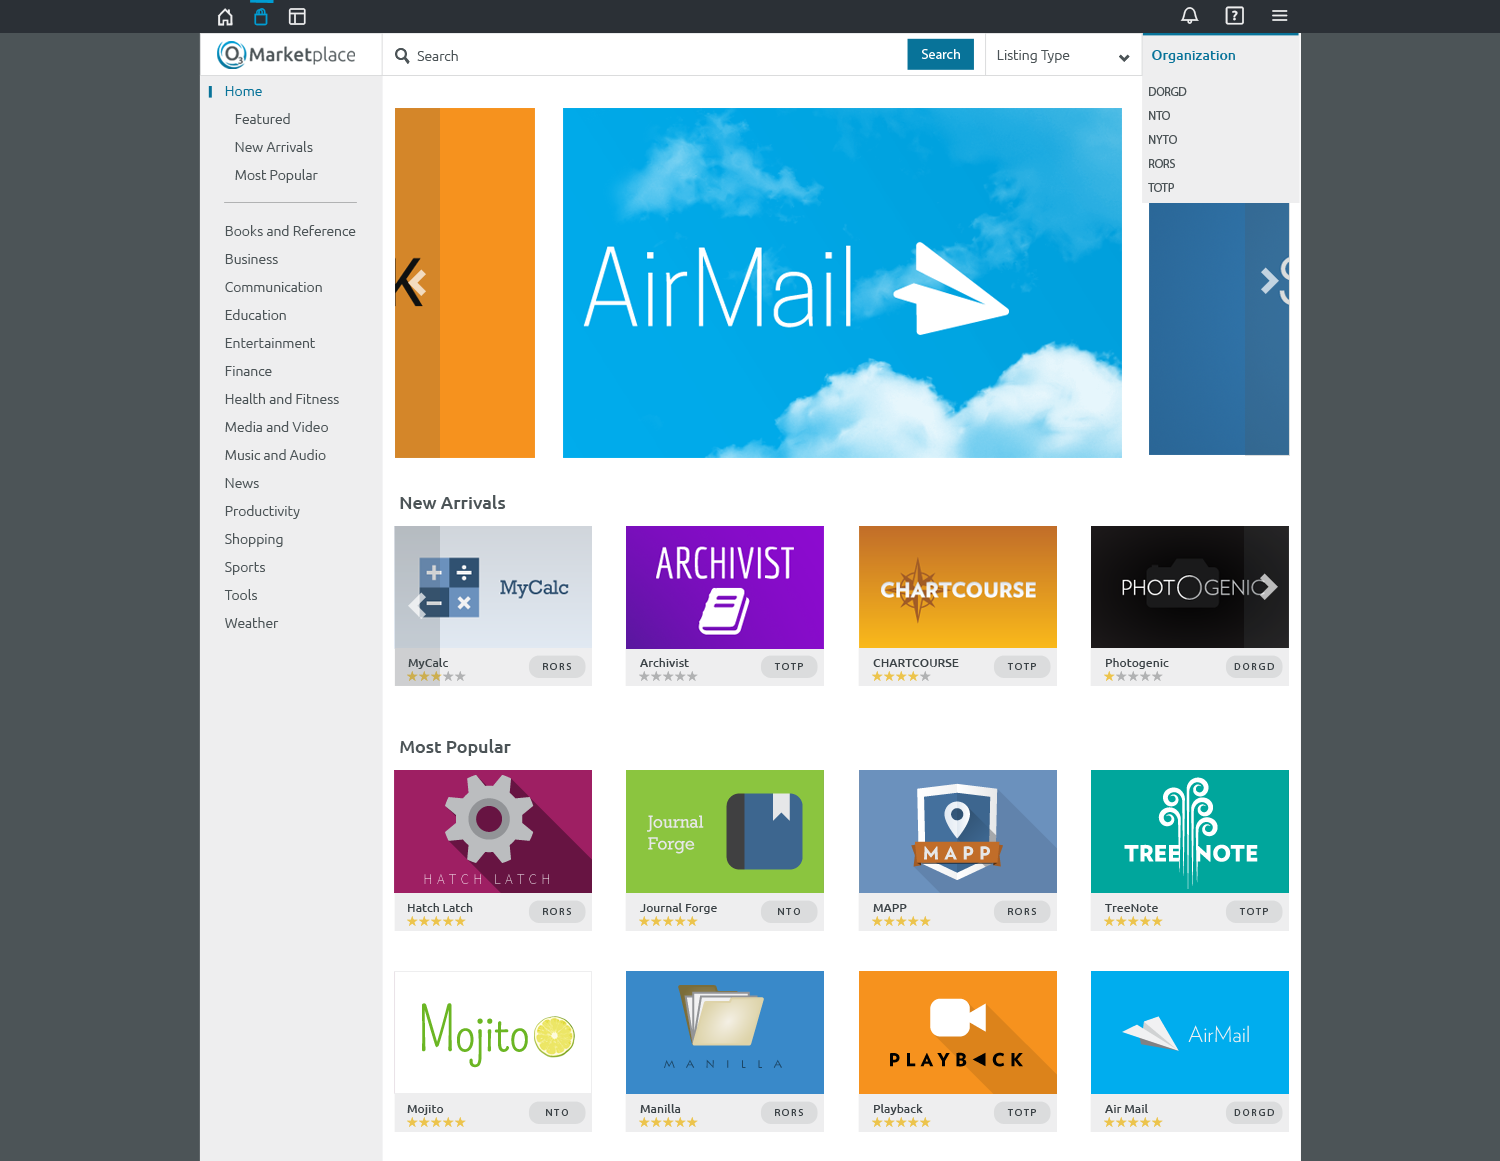 O3 Marketplace
Search
Search
Listing Type
Organization
DORGD
NTO
NYTO
RORS
TOTP
Home
Featured
New Arrivals
Most Popular
Books and Reference
Business
Communication
Education
Entertainment
Finance
Health and Fitness
Media and Video
Music and Audio
News
Productivity
Shopping
Sports
Tools
Weather
K
AirMail
S
New Arrivals
MyCalc
ARCHIVIST
CHARTCOURSE
PHOTOGENIC
MyCalc
RORS
Archivist
TOTP
CHARTCOURSE
TOTP
Photogenic
DORGD
Most Popular
HATCH LATCH
Journal
Forge
MAPP
TREENOTE
Hatch Latch
RORS
Journal Forge
NTO
MAPP
RORS
TreeNote
TOTP
Mojito
MANILLA
PLAYBACK
AirMail
Mojito
NTO
Manilla
RORS
Playback
TOTP
Air Mail
DORGD